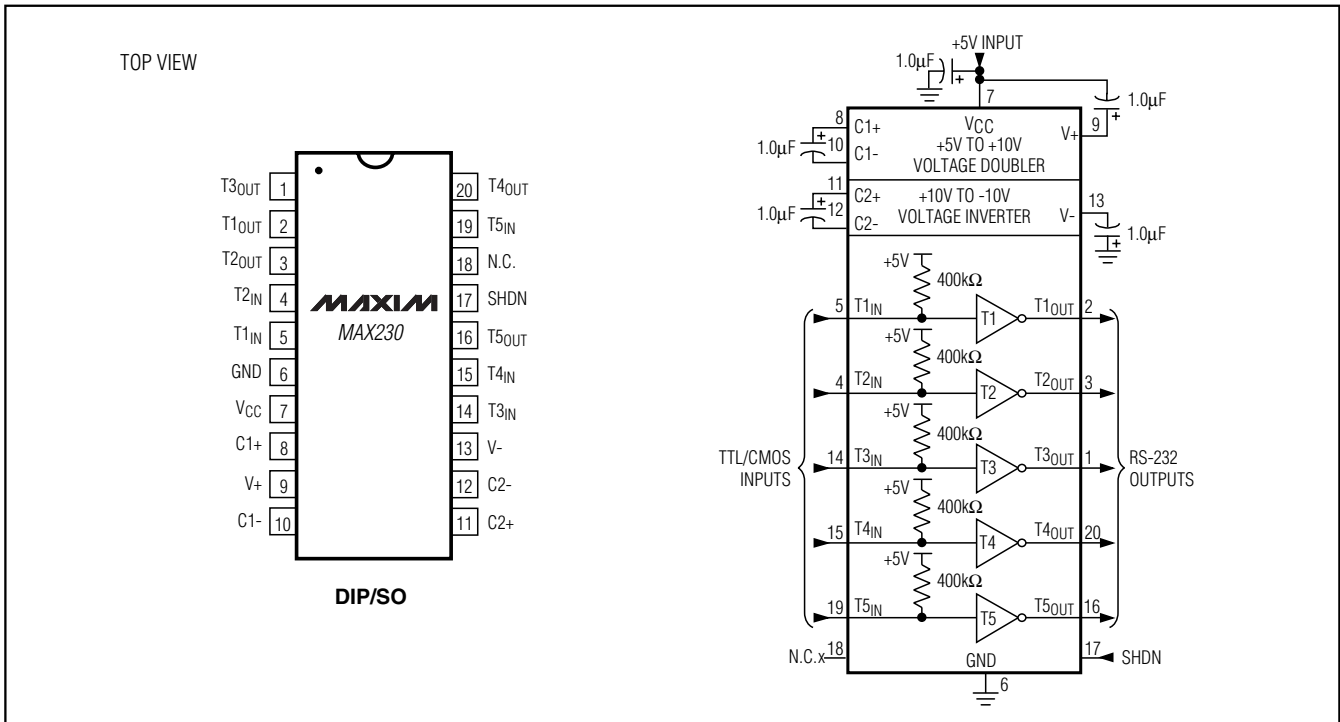 TOP VIEW
T3OUT 1
T1OUT 2
T2OUT 3
T2IN 4
T1IN 5
GND 6
VCC 7
C1+ 8
V+ 9
C1- 10
20 T4OUT
19 T5IN
18 N.C.
17 SHDN
16 T5OUT
15 T4IN
14 T3IN
13 V-
12 C2-
11 C2+
MAXIM
MAX230
DIP/SO
+5V INPUT
1.0µF
+
7
1.0µF
+
8 C1+
1.0µF
+
10 C1-
VCC
+5V TO +10V
VOLTAGE DOUBLER
V+ 9
11 C2+
1.0µF
+
12 C2-
+10V TO -10V
VOLTAGE INVERTER
V- 13
1.0µF
+
+5V
400kΩ
5 T1IN T1 T1OUT 2
+5V
400kΩ
4 T2IN T2 T2OUT 3
+5V
400kΩ
14 T3IN T3 T3OUT 1
TTL/CMOS
INPUTS
RS-232
OUTPUTS
+5V
400kΩ
15 T4IN T4 T4OUT 20
+5V
400kΩ
19 T5IN T5 T5OUT 16
N.C.x 18
GND
17 SHDN
6